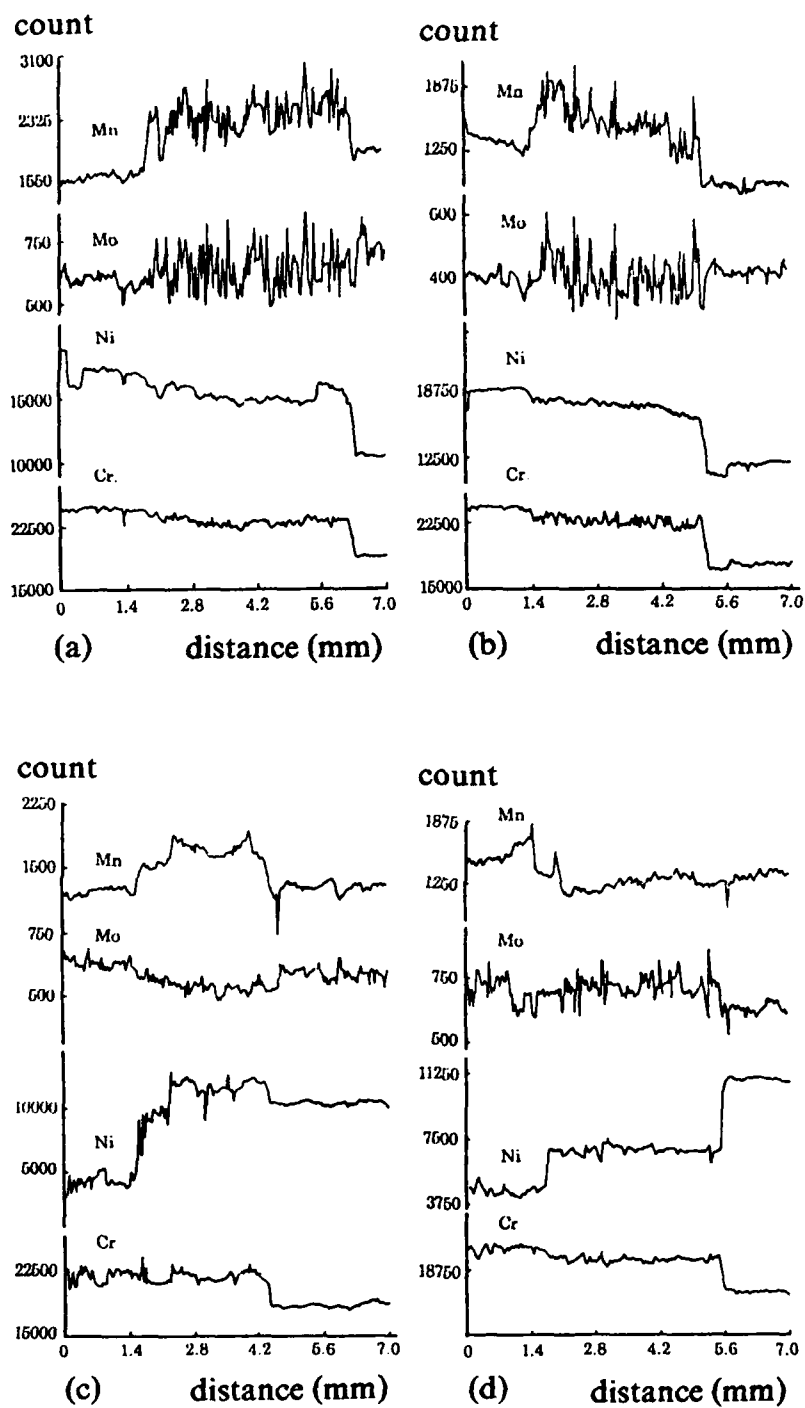 count
3100
2325
Mn
1550
750
Mo
500
Ni
15000
10000
Cr.
22500
15000
0 1.4 2.8 4.2 5.6 7.0
(a) distance (mm)
count
1875
Mn
1250
600
Mo
400
Ni
18750
12500
Cr.
22500
15000
0 1.4 2.8 4.2 5.6 7.0
(b) distance (mm)
count
2250
1500
Mn
750
Mo
500
10000
Ni
5000
Cr
22500
15000
0 1.4 2.8 4.2 5.6 7.0
(c) distance (mm)
count
Mn
1875
1250
Mo
750
500
11250
7500
Ni
3750
Cr
18750
0 1.4 2.8 4.2 5.6 7.0
(d) distance (mm)